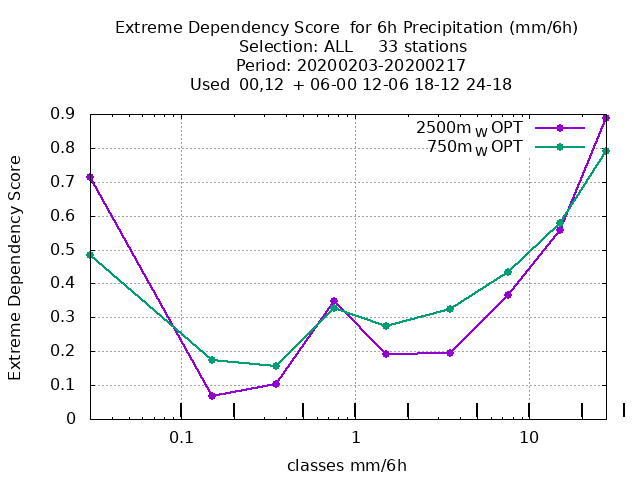 Extreme Dependency Score for 6h Precipitation (mm/6h)
Selection: ALL 33 stations
Period: 20200203-20200217
Used 00,12 + 06-00 12-06 18-12 24-18
2500m_W OPT
750m_W OPT
Extreme Dependency Score
0.9
0.8
0.7
0.6
0.5
0.4
0.3
0.2
0.1
0
0.1 1 10
classes mm/6h